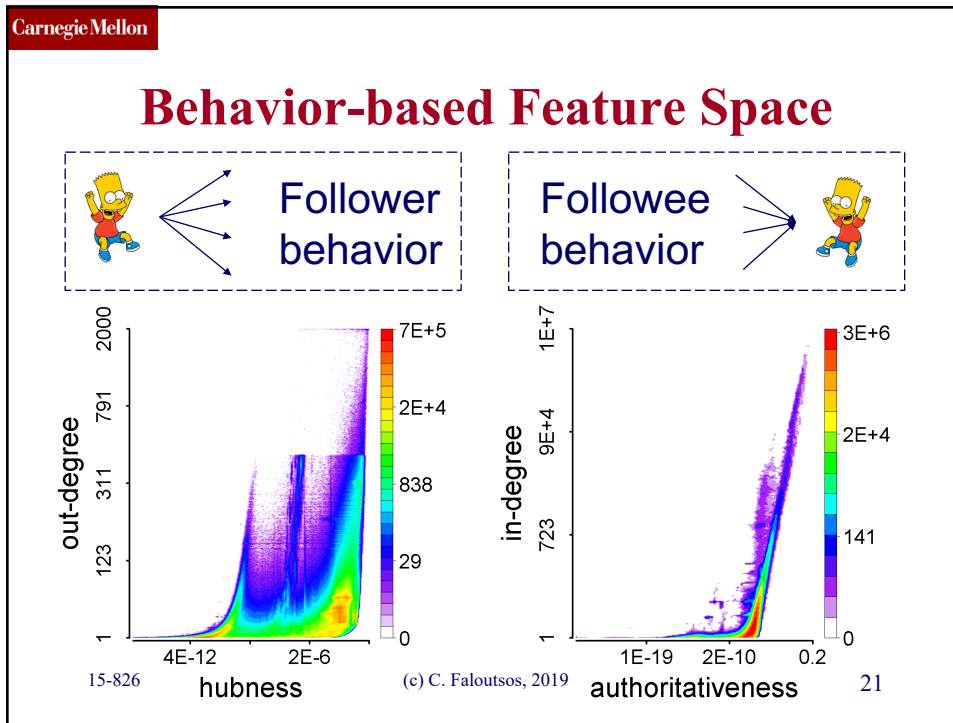 Carnegie Mellon
Behavior-based Feature Space
Follower
behavior
Followee
behavior
out-degree
2000
791
311
123
1
4E-12
2E-6
hubness
7E+5
2E+4
838
29
0
in-degree
1E+7
9E+4
723
1
1E-19
2E-10
0.2
authoritativeness
3E+6
2E+4
141
0
15-826
(c) C. Faloutsos, 2019
21